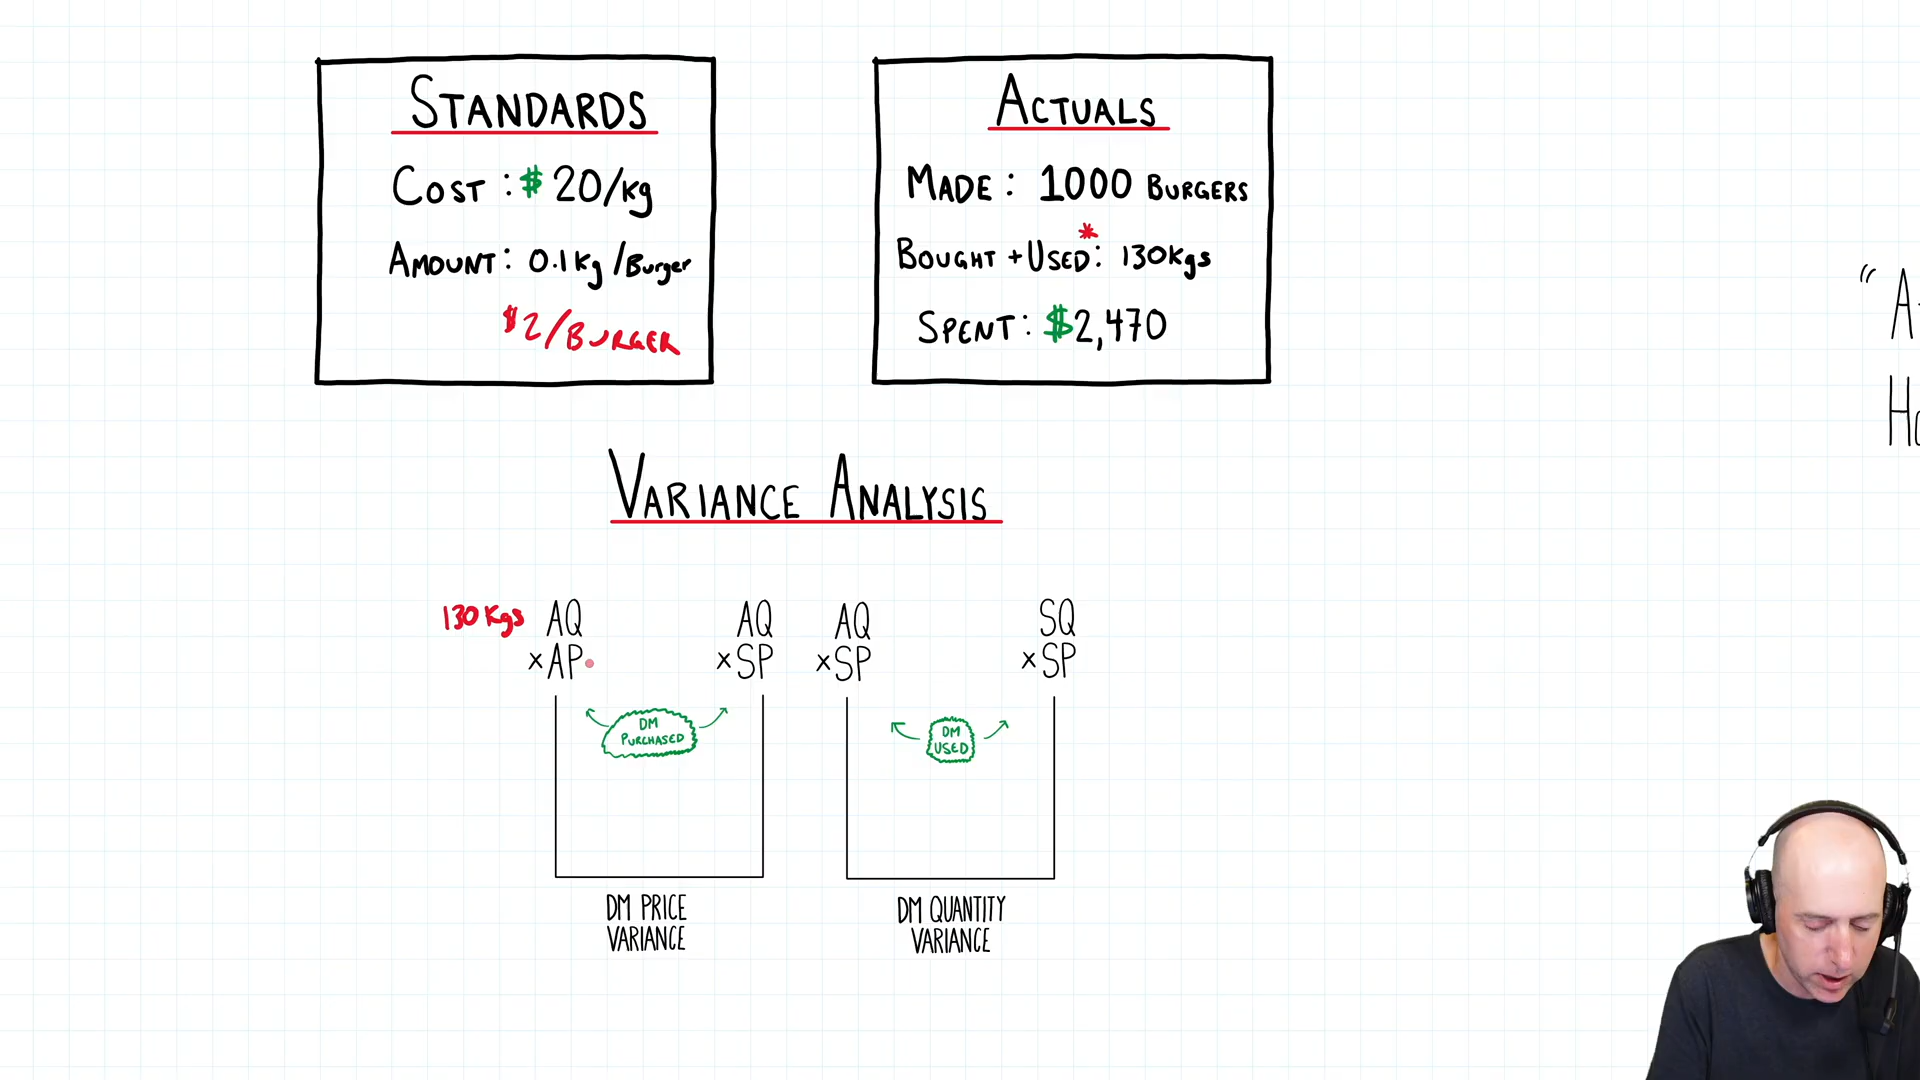 STANDARDS
COST: $20/kg
AMOUNT: 0.1kg/Burger
$2/BURGER
ACTUALS
MADE: 1000 BURGERS
*
BOUGHT + USED: 130Kgs
SPENT: $2,470
VARIANCE ANALYSIS
130 Kgs AQ
×AP
AQ
×SP
AQ
×SP
SQ
×SP
DM
PURCHASED
DM
USED
DM PRICE
VARIANCE
DM QUANTITY
VARIANCE